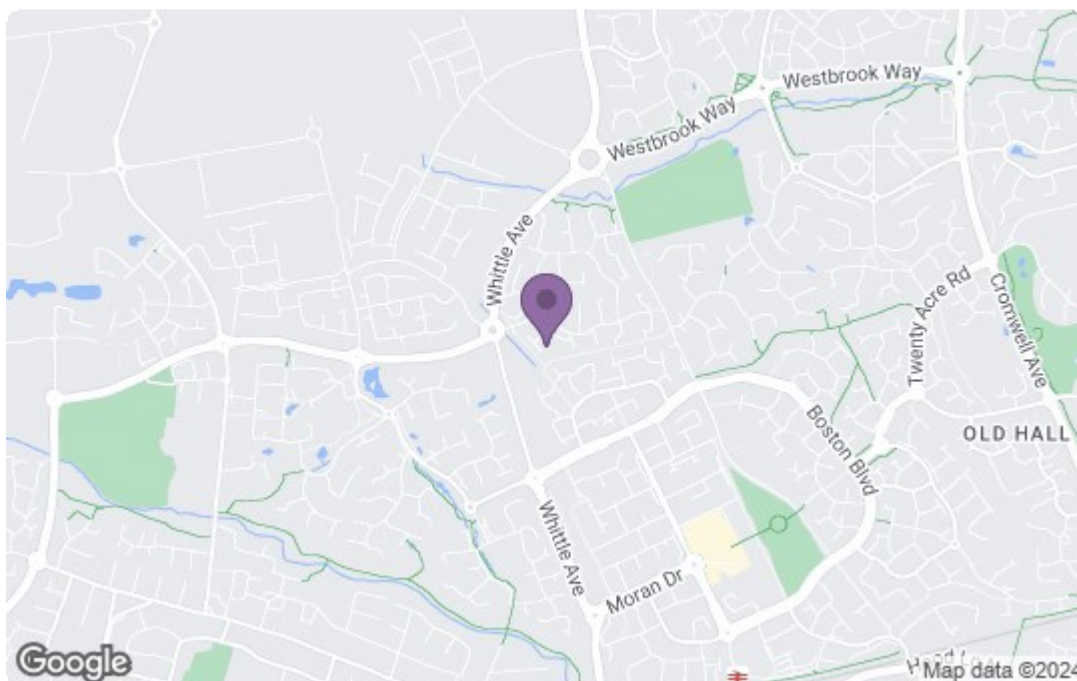 Westbrook Way
Westbrook Way
Whittle Ave
Twenty Acre Rd
Cromwell Ave
Boston Blvd
OLD HALL
Whittle Ave
Moran Dr
Google
Map data ©2024